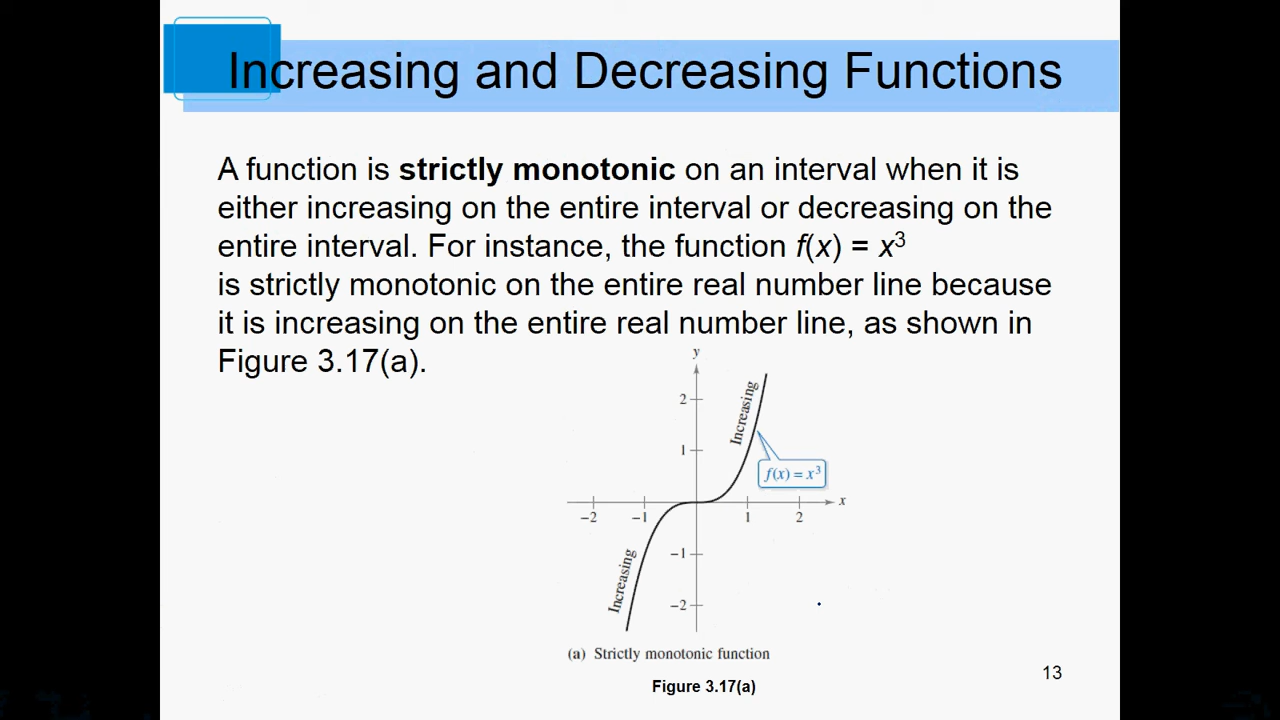 Increasing and Decreasing Functions
A function is strictly monotonic on an interval when it is
either increasing on the entire interval or decreasing on the
entire interval. For instance, the function f(x) = x³
is strictly monotonic on the entire real number line because
it is increasing on the entire real number line, as shown in
Figure 3.17(a).
y
2
Increasing
1
f(x) = x³
x
−2
−1
1
2
−1
Increasing
−2
(a) Strictly monotonic function
13
Figure 3.17(a)